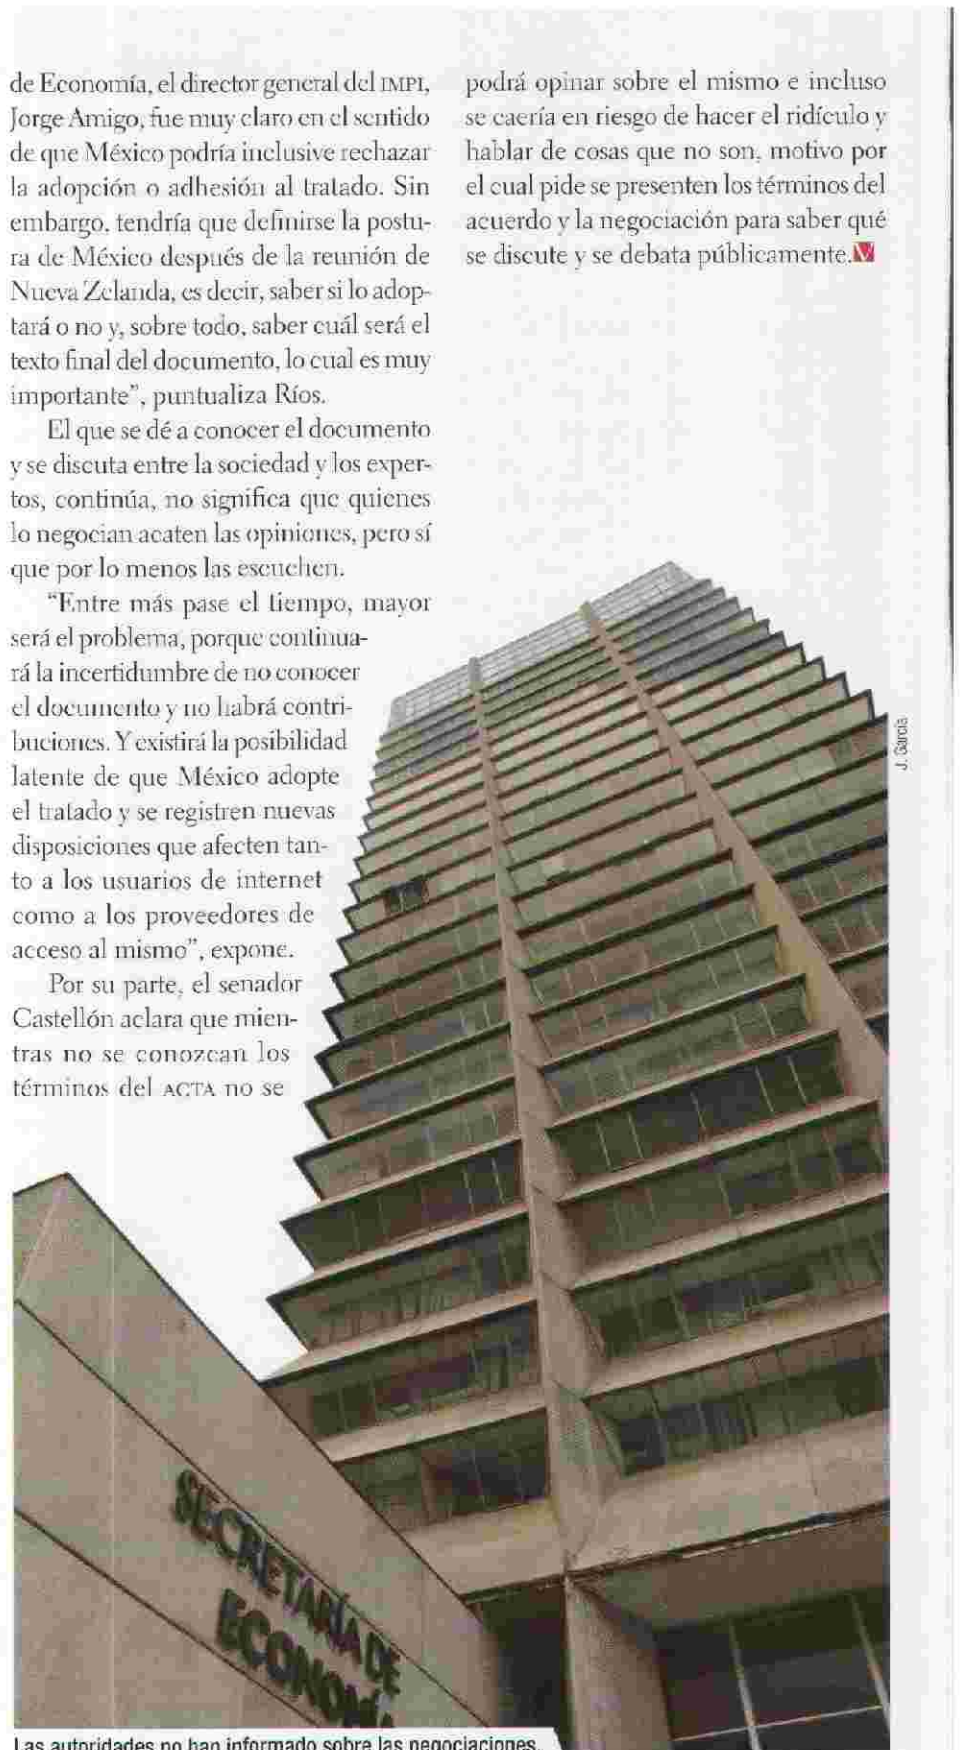 de Economía, el director general del IMPI,
Jorge Amigo, fue muy claro en el sentido
de que México podría inclusive rechazar
la adopción o adhesión al tratado. Sin
embargo, tendría que definirse la postu-
ra de México después de la reunión de
Nueva Zelanda, es decir, saber si lo adop-
tará o no y, sobre todo, saber cuál será el
texto final del documento, lo cual es muy
importante”, puntualiza Ríos.
El que se dé a conocer el documento
y se discuta entre la sociedad y los exper-
tos, continúa, no significa que quienes
lo negocian acaten las opiniones, pero sí
que por lo menos las escuchen.
“Entre más pase el tiempo, mayor
será el problema, porque continua-
rá la incertidumbre de no conocer
el documento y no habrá contri-
buciones. Y existirá la posibilidad
latente de que México adopte
el tratado y se registren nuevas
disposiciones que afecten tan-
to a los usuarios de internet
como a los proveedores de
acceso al mismo”, expone.
Por su parte, el senador
Castellón aclara que mien-
tras no se conozcan los
términos del ACTA no se
podrá opinar sobre el mismo e incluso
se caería en riesgo de hacer el ridículo y
hablar de cosas que no son, motivo por
el cual pide se presenten los términos del
acuerdo y la negociación para saber qué
se discute y se debata públicamente.V
J. García
SECRETARÍA DE
ECONOMÍA
Las autoridades no han informado sobre las negociaciones.